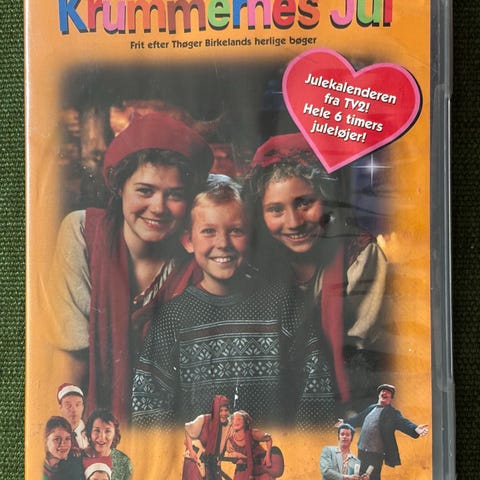 Krummernes Jul
Frit efter Thøger Birkelands herlige bøger
Julekalenderen
fra TV2!
Hele 6 timers
juleløjer!